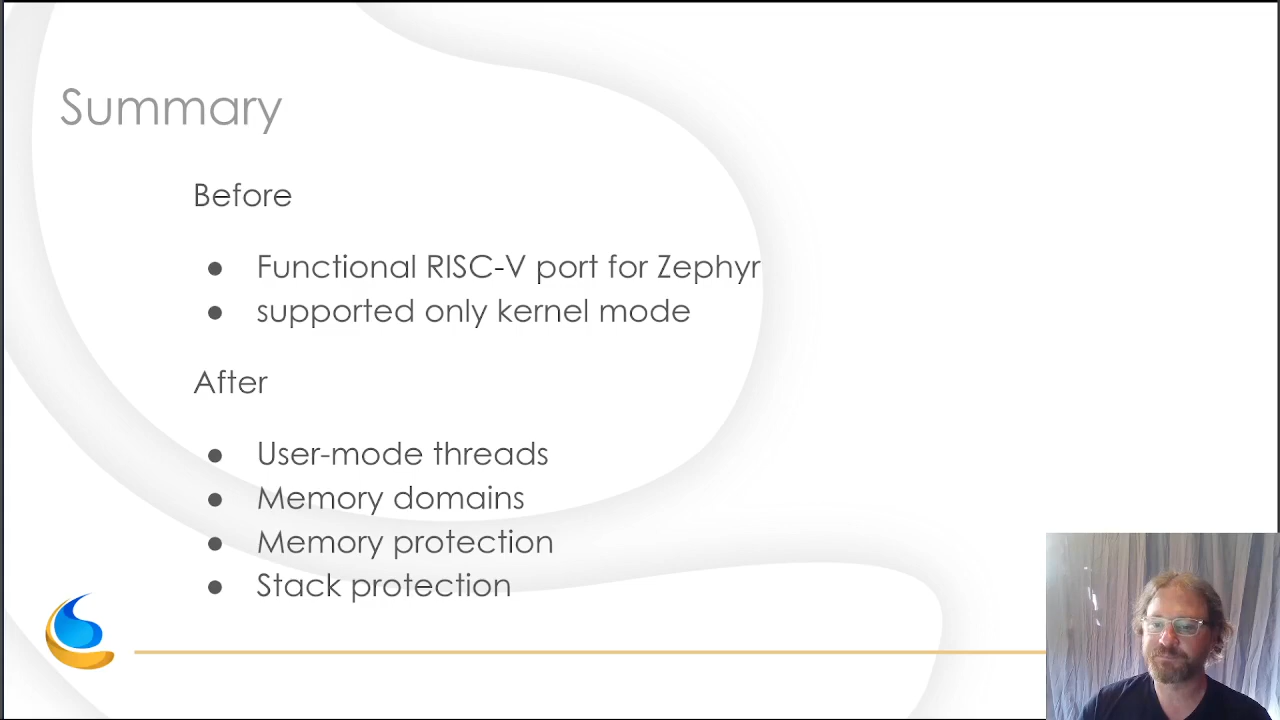 Summary
Before
● Functional RISC-V port for Zephyr
● supported only kernel mode
After
● User-mode threads
● Memory domains
● Memory protection
● Stack protection